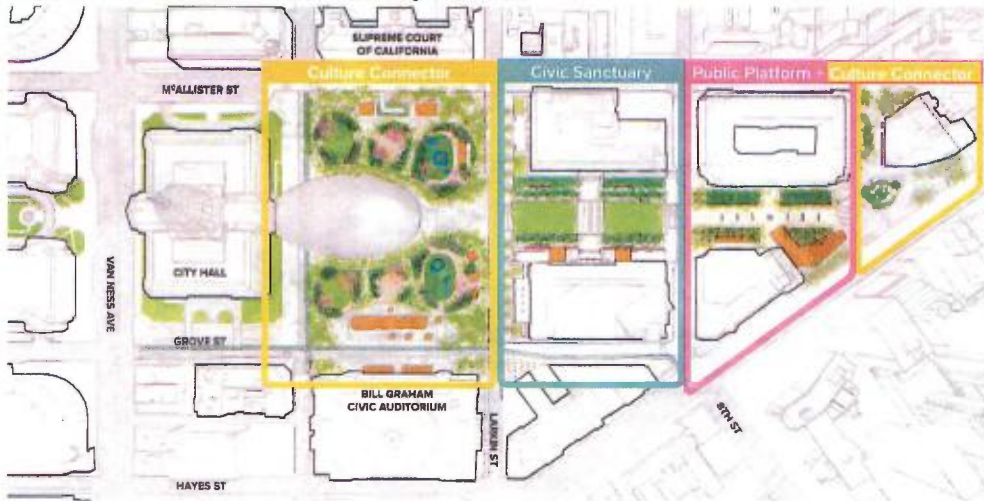 SUPREME COURT
OF CALIFORNIA
Culture Connector
Civic Sanctuary
Public Platform + Culture Connector
McALLISTER ST
CITY HALL
VAN NESS AVE
GROVE ST
BILL GRAHAM
CIVIC AUDITORIUM
LARKIN ST
8TH ST
HAYES ST